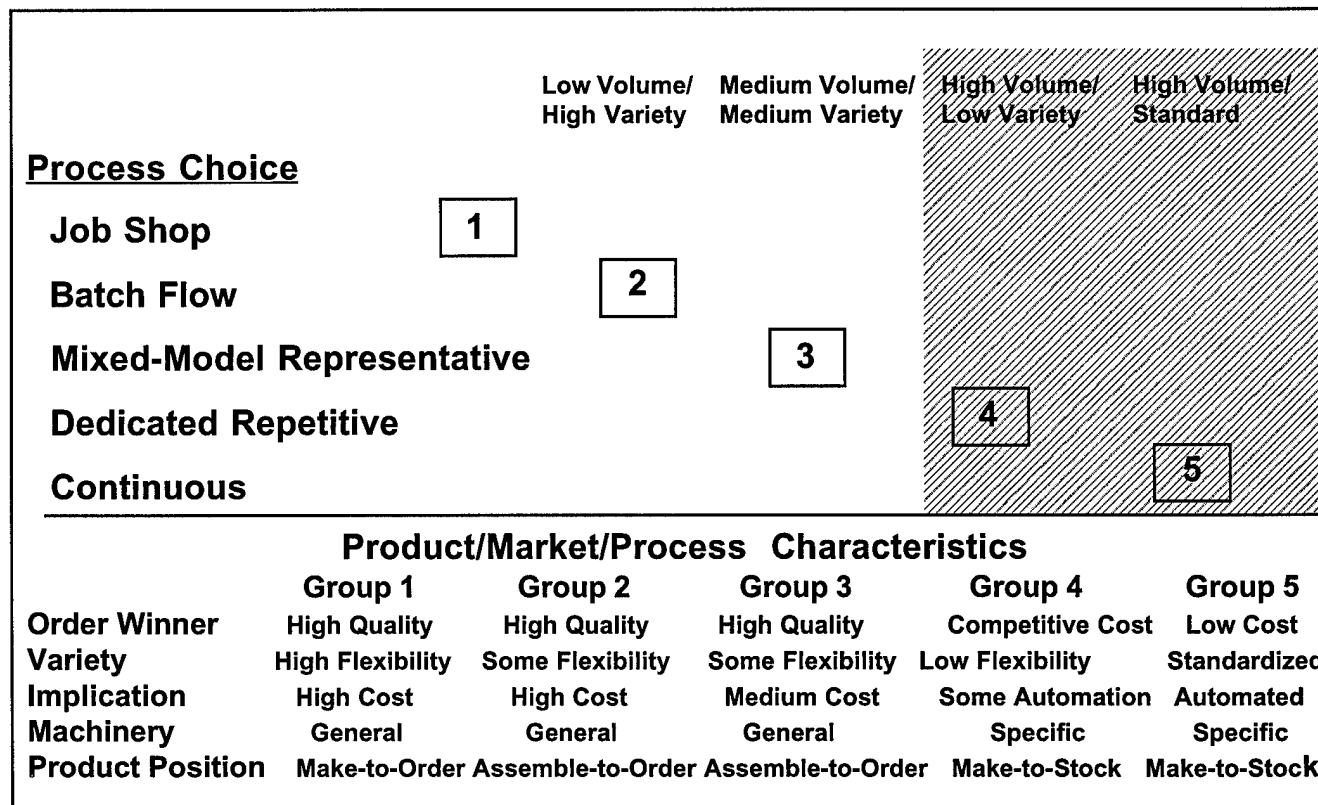 Low Volume/ Medium Volume/ High Volume/ High Volume/
High Variety Medium Variety Low Variety Standard
Process Choice
Job Shop 1
Batch Flow 2
Mixed-Model Representative 3
Dedicated Repetitive 4
Continuous 5
Product/Market/Process Characteristics
Group 1 Group 2 Group 3 Group 4 Group 5
Order Winner High Quality High Quality High Quality Competitive Cost Low Cost
Variety High Flexibility Some Flexibility Some Flexibility Low Flexibility Standardized
Implication High Cost High Cost Medium Cost Some Automation Automated
Machinery General General General Specific Specific
Product Position Make-to-Order Assemble-to-Order Assemble-to-Order Make-to-Stock Make-to-Stock